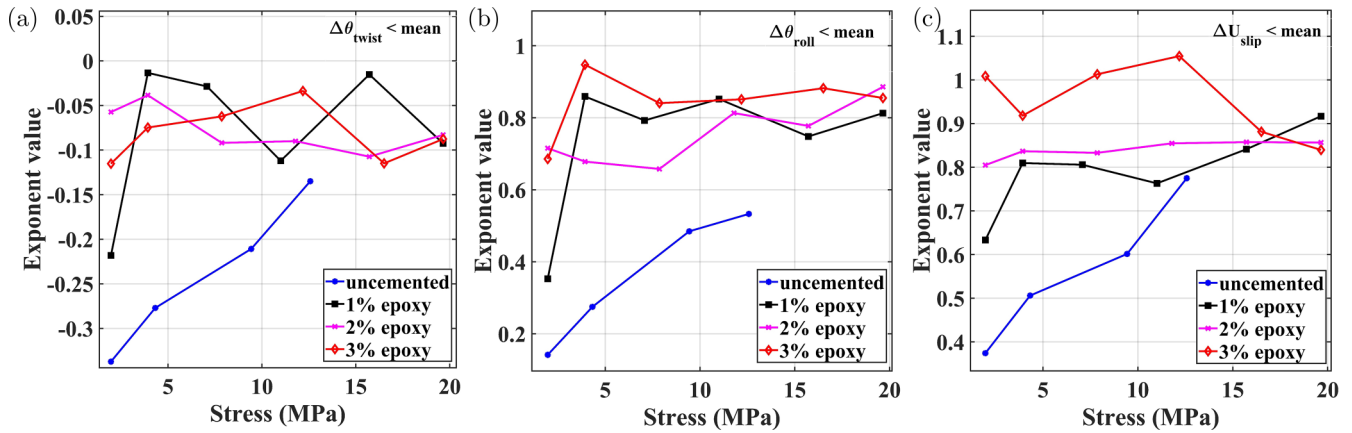 (a)
Δθtwist < mean
0.05
0
-0.05
-0.1
-0.15
-0.2
-0.25
-0.3
Exponent value
uncemented
1% epoxy
2% epoxy
3% epoxy
5 10 15 20
Stress (MPa)
(b)
Δθroll < mean
1
0.8
0.6
0.4
0.2
Exponent value
uncemented
1% epoxy
2% epoxy
3% epoxy
5 10 15 20
Stress (MPa)
(c)
ΔUslip < mean
1.1
1
0.9
0.8
0.7
0.6
0.5
0.4
Exponent value
uncemented
1% epoxy
2% epoxy
3% epoxy
5 10 15 20
Stress (MPa)